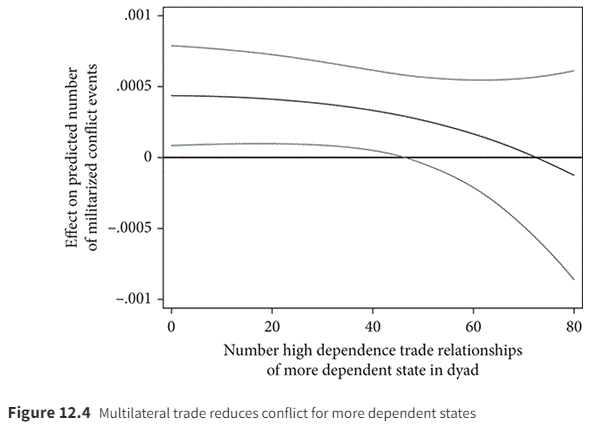 .001
.0005
0
–.0005
–.001
Effect on predicted number
of militarized conflict events
0 20 40 60 80
Number high dependence trade relationships
of more dependent state in dyad
Figure 12.4 Multilateral trade reduces conflict for more dependent states